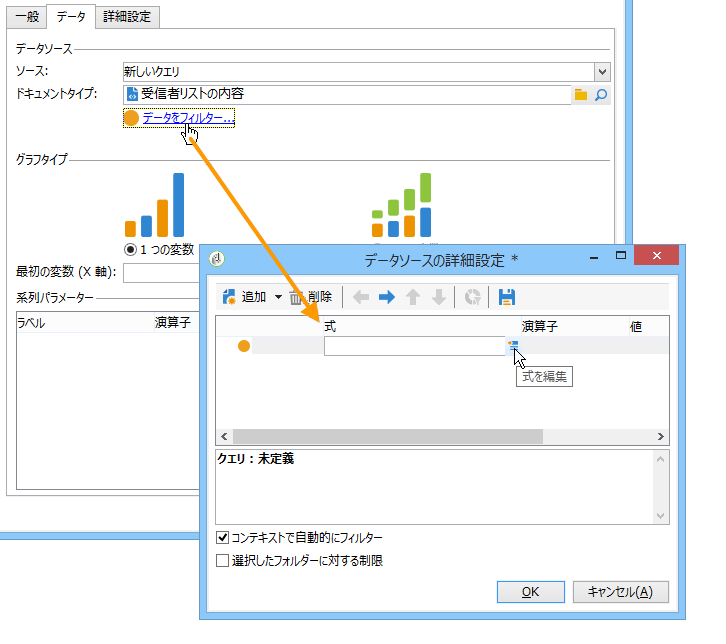 一般 データ 詳細設定
データソース
ソース: 新しいクエリ
ドキュメントタイプ: 受信者リストの内容
データをフィルター...
グラフタイプ
1 つの変数
最初の変数 (X 軸):
系列パラメーター
ラベル 演算子
データソースの詳細設定 *
追加 削除
式 演算子 値
式を編集
クエリ：未定義
コンテキストで自動的にフィルター
選択したフォルダーに対する制限
OK キャンセル(A)